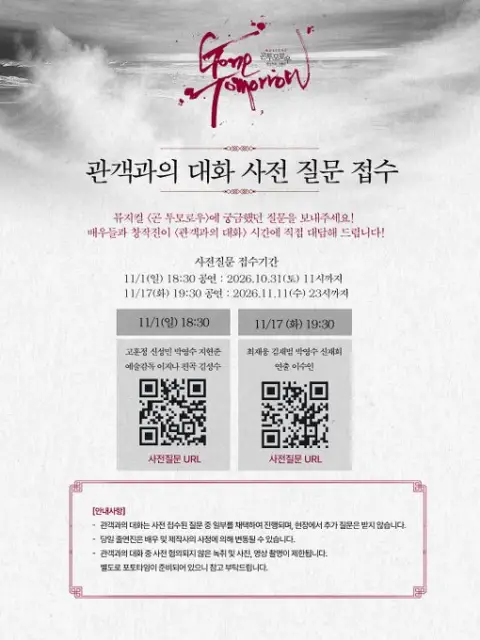 Gone
Tomorrow
곤 투모로우
관객과의 대화 사전 질문 접수
뮤지컬 <곤 투모로우>에 궁금했던 질문을 보내주세요!
배우들과 창작진이 <관객과의 대화> 시간에 직접 대답해 드립니다!
사전질문 접수기간
11/1(일) 18:30 공연 : 2026.10.31(토) 11시까지
11/17(화) 19:30 공연 : 2026.11.11(수) 23시까지
11/1(일) 18:30
고훈정 신성민 박영수 지현준
예술감독 이지나 편곡 김성수
사전질문 URL
11/17 (화) 19:30
최재웅 김재범 박영수 신재희
연출 이수인
사전질문 URL
[안내사항]
- 관객과의 대화는 사전 접수된 질문 중 일부를 채택하여 진행되며, 현장에서 추가 질문은 받지 않습니다.
- 당일 출연진은 배우 및 제작사의 사정에 의해 변동될 수 있습니다.
- 관객과의 대화 중 사전 협의되지 않은 녹취 및 사진, 영상 촬영이 제한됩니다.
별도로 포토타임이 준비되어 있으니 참고 부탁드립니다.